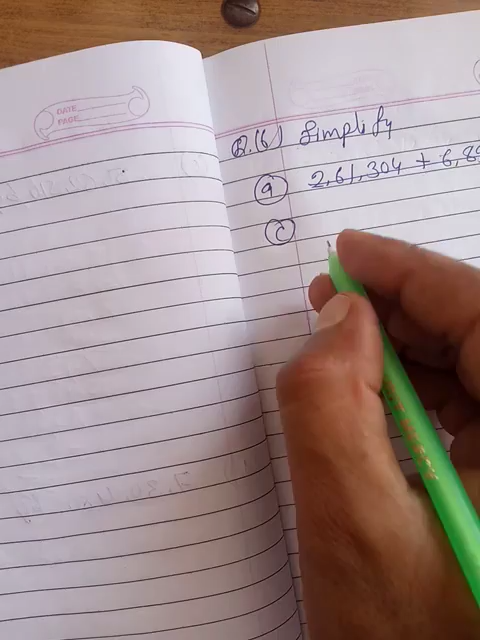 DATE
PAGE
Q.(6) Simplify
(a) 2,61,304 + 6,8
(c)